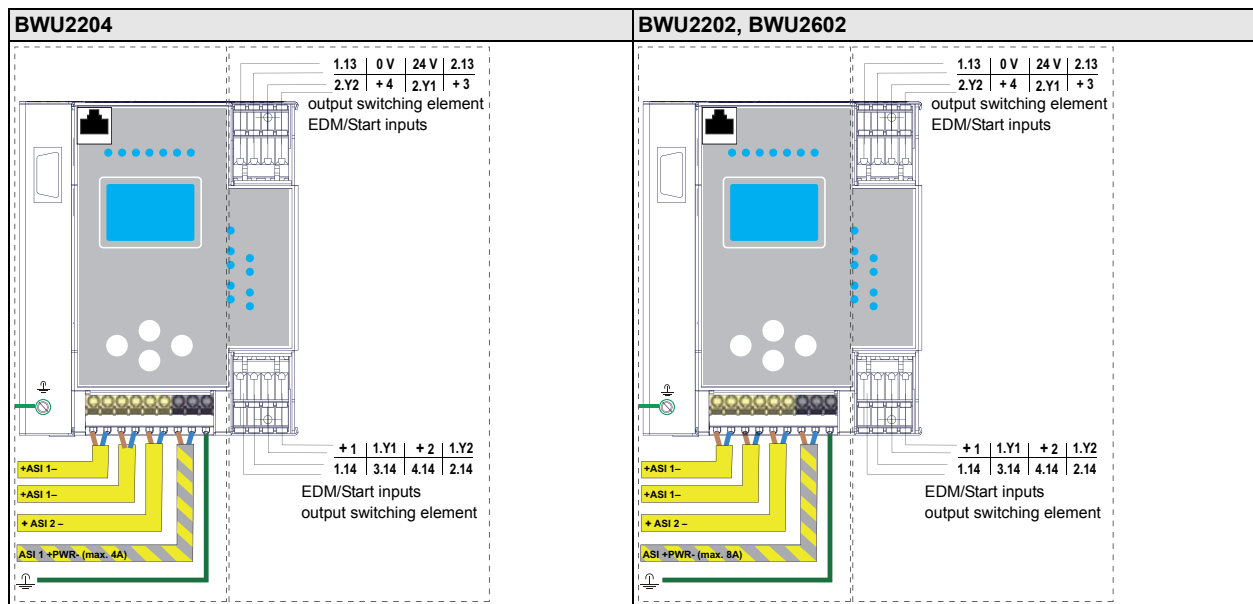 BWU2204
1.13 0 V 24 V 2.13
2.Y2 + 4 2.Y1 + 3
output switching element
EDM/Start inputs
+ 1 1.Y1 + 2 1.Y2
1.14 3.14 4.14 2.14
EDM/Start inputs
output switching element
+ASI 1–
+ASI 1–
+ ASI 2 –
ASI 1 +PWR- (max. 4A)
BWU2202, BWU2602
1.13 0 V 24 V 2.13
2.Y2 + 4 2.Y1 + 3
output switching element
EDM/Start inputs
+ 1 1.Y1 + 2 1.Y2
1.14 3.14 4.14 2.14
EDM/Start inputs
output switching element
+ASI 1–
+ASI 1–
+ ASI 2 –
ASI +PWR- (max. 8A)